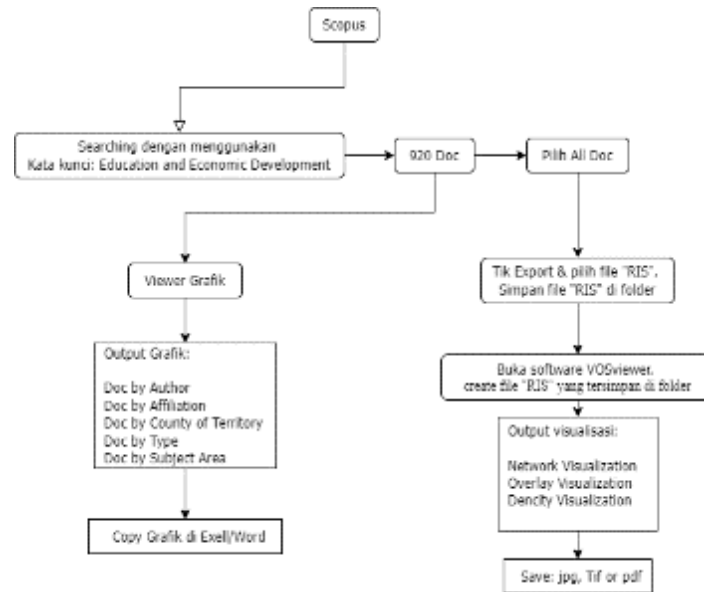 Scopus
Searching dengan menggunakan
Kata kunci: Education and Economic Development
920 Doc
Pilih All Doc
Viewer Grafik
Tik Export & pilih file "RIS".
Simpan file "RIS" di folder
Output Grafik:
Doc by Author
Doc by Affiliation
Doc by County of Territory
Doc by Type
Doc by Subject Area
Buka software VOSviewer.
create file "RIS" yang tersimpan di folder
Output visualisasi:
Network Visualization
Overlay Visualization
Dencity Visualization
Copy Grafik di Exell/Word
Save: jpg, Tif or pdf